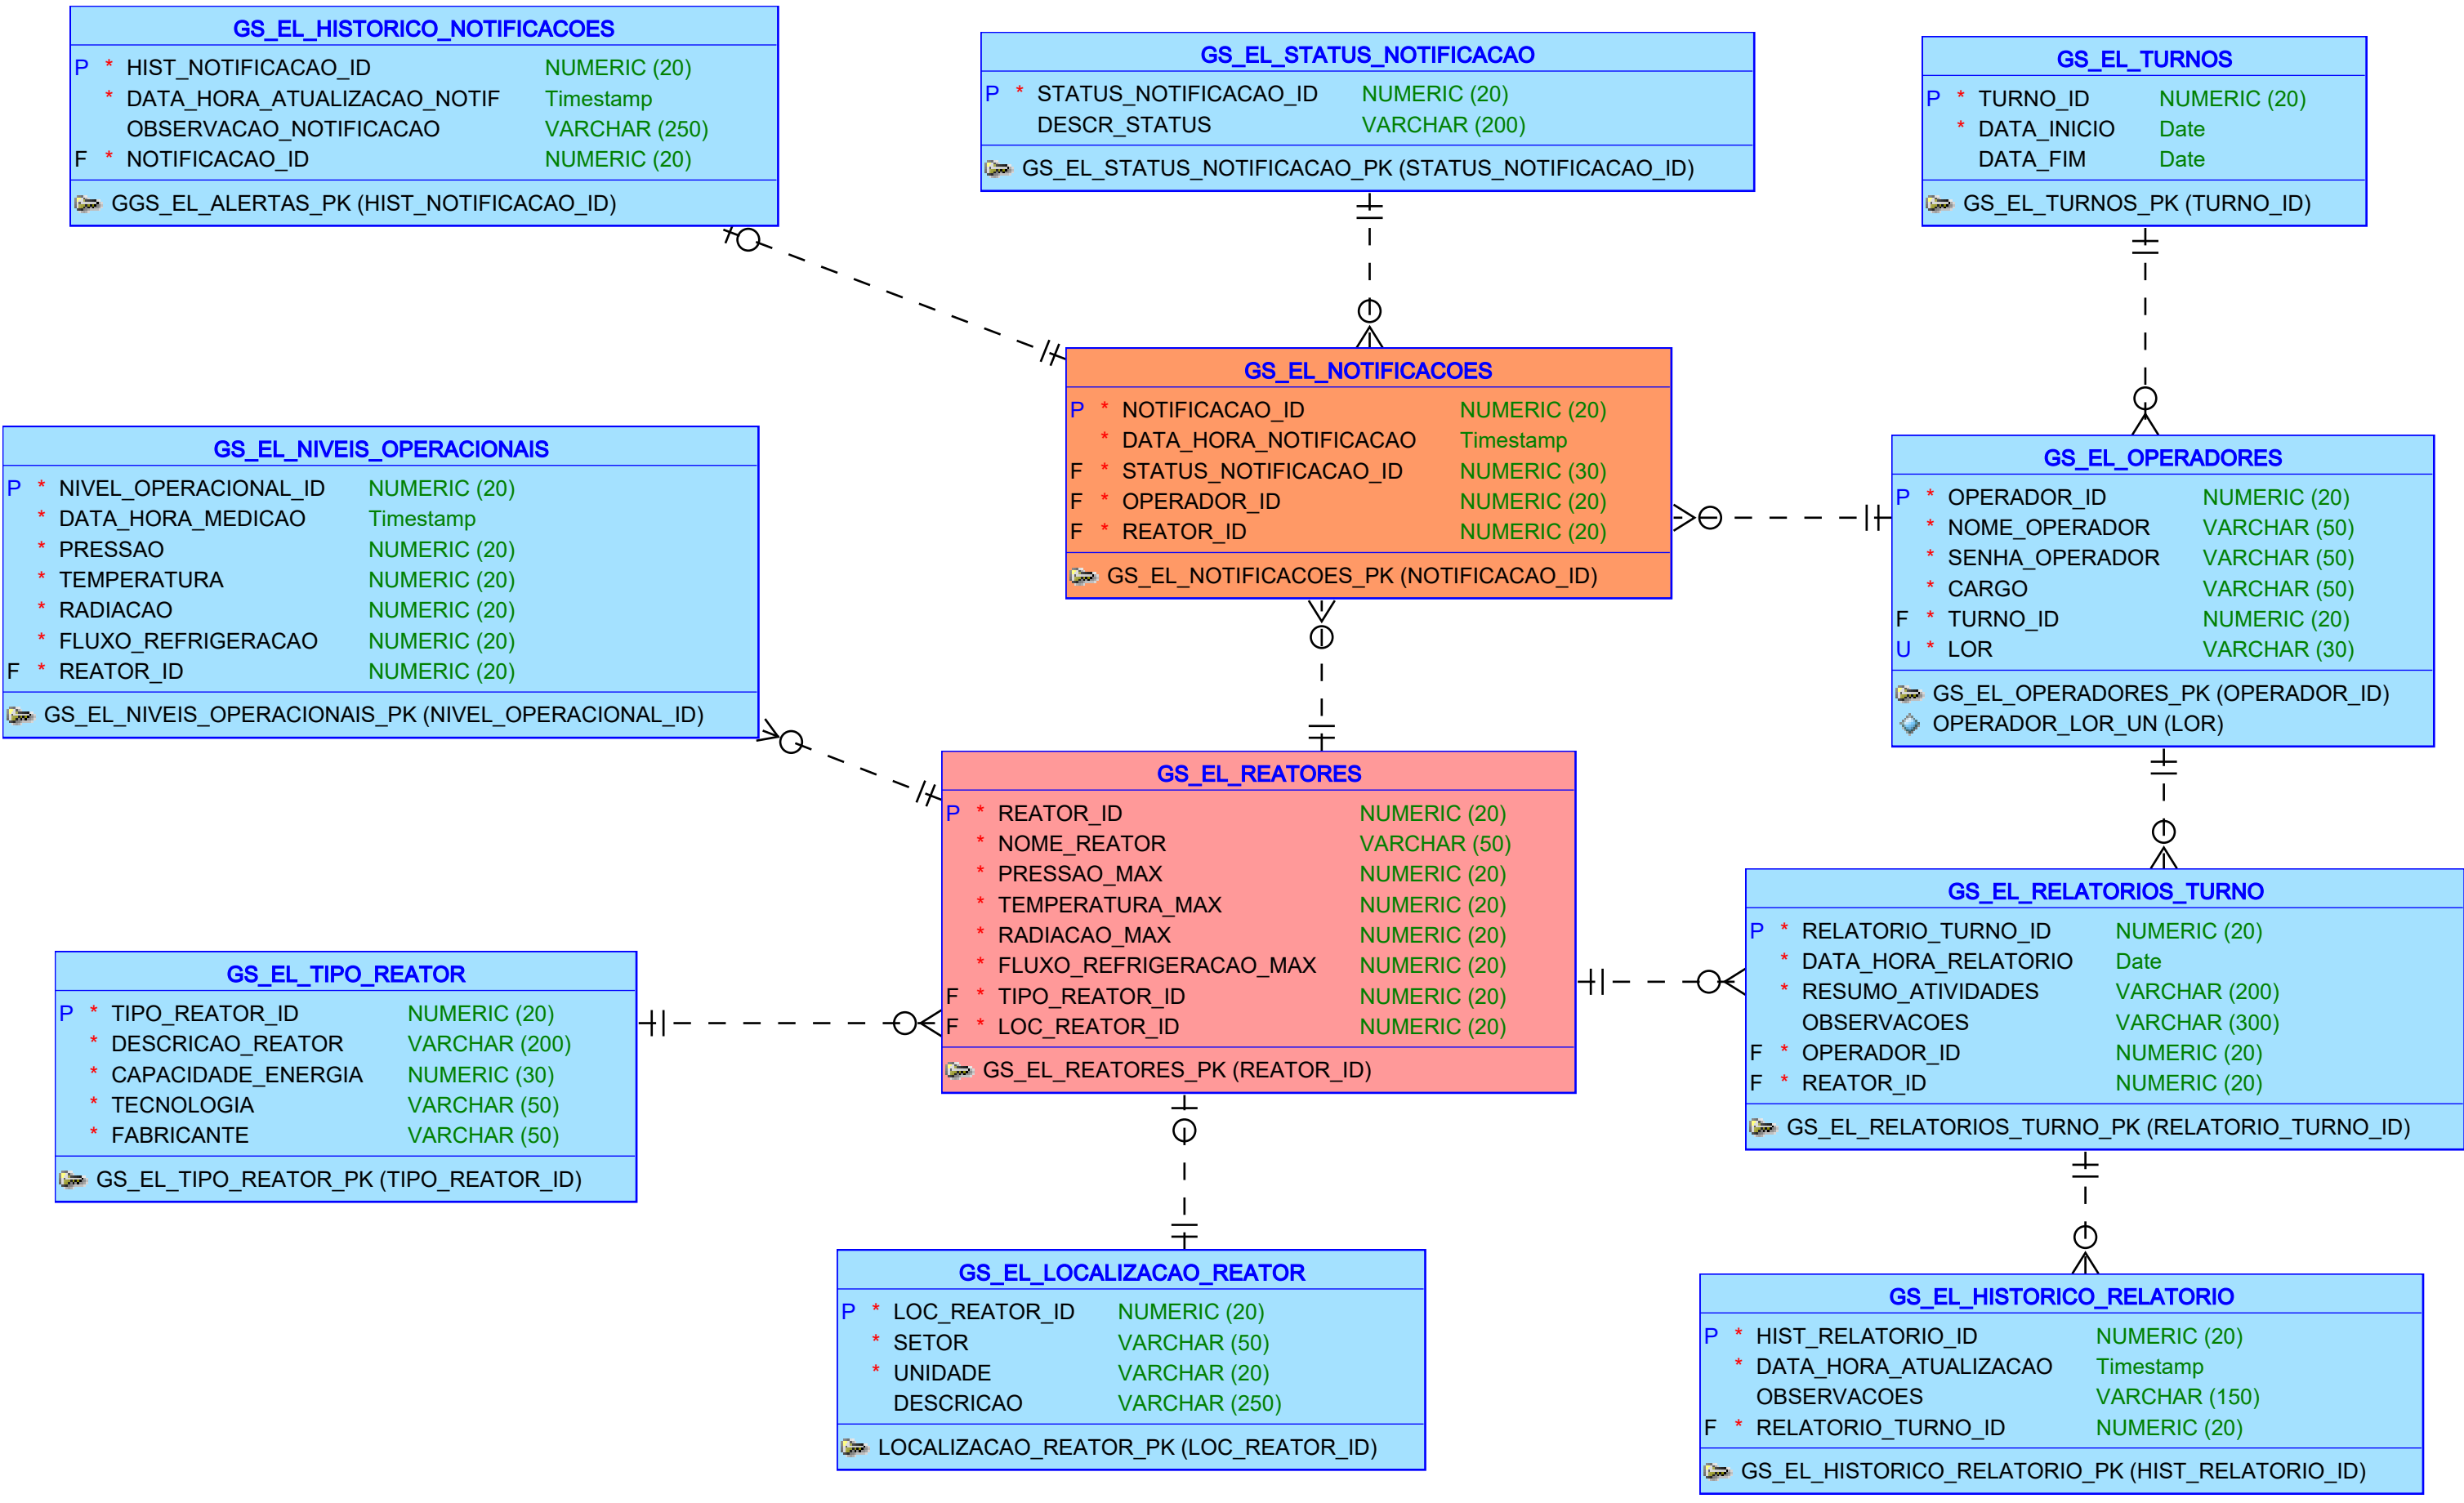 GS_EL_HISTORICO_NOTIFICACOES
P * HIST_NOTIFICACAO_ID NUMERIC (20)
* DATA_HORA_ATUALIZACAO_NOTIF Timestamp
OBSERVACAO_NOTIFICACAO VARCHAR (250)
F * NOTIFICACAO_ID NUMERIC (20)
GGS_EL_ALERTAS_PK (HIST_NOTIFICACAO_ID)
GS_EL_STATUS_NOTIFICACAO
P * STATUS_NOTIFICACAO_ID NUMERIC (20)
DESCR_STATUS VARCHAR (200)
GS_EL_STATUS_NOTIFICACAO_PK (STATUS_NOTIFICACAO_ID)
GS_EL_TURNOS
P * TURNO_ID NUMERIC (20)
* DATA_INICIO Date
DATA_FIM Date
GS_EL_TURNOS_PK (TURNO_ID)
GS_EL_NOTIFICACOES
P * NOTIFICACAO_ID NUMERIC (20)
* DATA_HORA_NOTIFICACAO Timestamp
F * STATUS_NOTIFICACAO_ID NUMERIC (30)
F * OPERADOR_ID NUMERIC (20)
F * REATOR_ID NUMERIC (20)
GS_EL_NOTIFICACOES_PK (NOTIFICACAO_ID)
GS_EL_NIVEIS_OPERACIONAIS
P * NIVEL_OPERACIONAL_ID NUMERIC (20)
* DATA_HORA_MEDICAO Timestamp
* PRESSAO NUMERIC (20)
* TEMPERATURA NUMERIC (20)
* RADIACAO NUMERIC (20)
* FLUXO_REFRIGERACAO NUMERIC (20)
F * REATOR_ID NUMERIC (20)
GS_EL_NIVEIS_OPERACIONAIS_PK (NIVEL_OPERACIONAL_ID)
GS_EL_OPERADORES
P * OPERADOR_ID NUMERIC (20)
* NOME_OPERADOR VARCHAR (50)
* SENHA_OPERADOR VARCHAR (50)
* CARGO VARCHAR (50)
F * TURNO_ID NUMERIC (20)
U * LOR VARCHAR (30)
GS_EL_OPERADORES_PK (OPERADOR_ID)
OPERADOR_LOR_UN (LOR)
GS_EL_REATORES
P * REATOR_ID NUMERIC (20)
* NOME_REATOR VARCHAR (50)
* PRESSAO_MAX NUMERIC (20)
* TEMPERATURA_MAX NUMERIC (20)
* RADIACAO_MAX NUMERIC (20)
* FLUXO_REFRIGERACAO_MAX NUMERIC (20)
F * TIPO_REATOR_ID NUMERIC (20)
F * LOC_REATOR_ID NUMERIC (20)
GS_EL_REATORES_PK (REATOR_ID)
GS_EL_RELATORIOS_TURNO
P * RELATORIO_TURNO_ID NUMERIC (20)
* DATA_HORA_RELATORIO Date
* RESUMO_ATIVIDADES VARCHAR (200)
OBSERVACOES VARCHAR (300)
F * OPERADOR_ID NUMERIC (20)
F * REATOR_ID NUMERIC (20)
GS_EL_RELATORIOS_TURNO_PK (RELATORIO_TURNO_ID)
GS_EL_TIPO_REATOR
P * TIPO_REATOR_ID NUMERIC (20)
* DESCRICAO_REATOR VARCHAR (200)
* CAPACIDADE_ENERGIA NUMERIC (30)
* TECNOLOGIA VARCHAR (50)
* FABRICANTE VARCHAR (50)
GS_EL_TIPO_REATOR_PK (TIPO_REATOR_ID)
GS_EL_LOCALIZACAO_REATOR
P * LOC_REATOR_ID NUMERIC (20)
* SETOR VARCHAR (50)
* UNIDADE VARCHAR (20)
DESCRICAO VARCHAR (250)
LOCALIZACAO_REATOR_PK (LOC_REATOR_ID)
GS_EL_HISTORICO_RELATORIO
P * HIST_RELATORIO_ID NUMERIC (20)
* DATA_HORA_ATUALIZACAO Timestamp
OBSERVACOES VARCHAR (150)
F * RELATORIO_TURNO_ID NUMERIC (20)
GS_EL_HISTORICO_RELATORIO_PK (HIST_RELATORIO_ID)